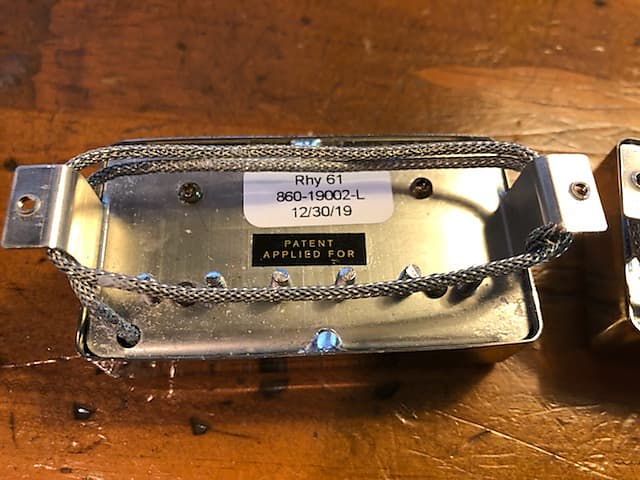 Rhy 61
860-19002-L
12/30/19
PATENT
APPLIED FOR